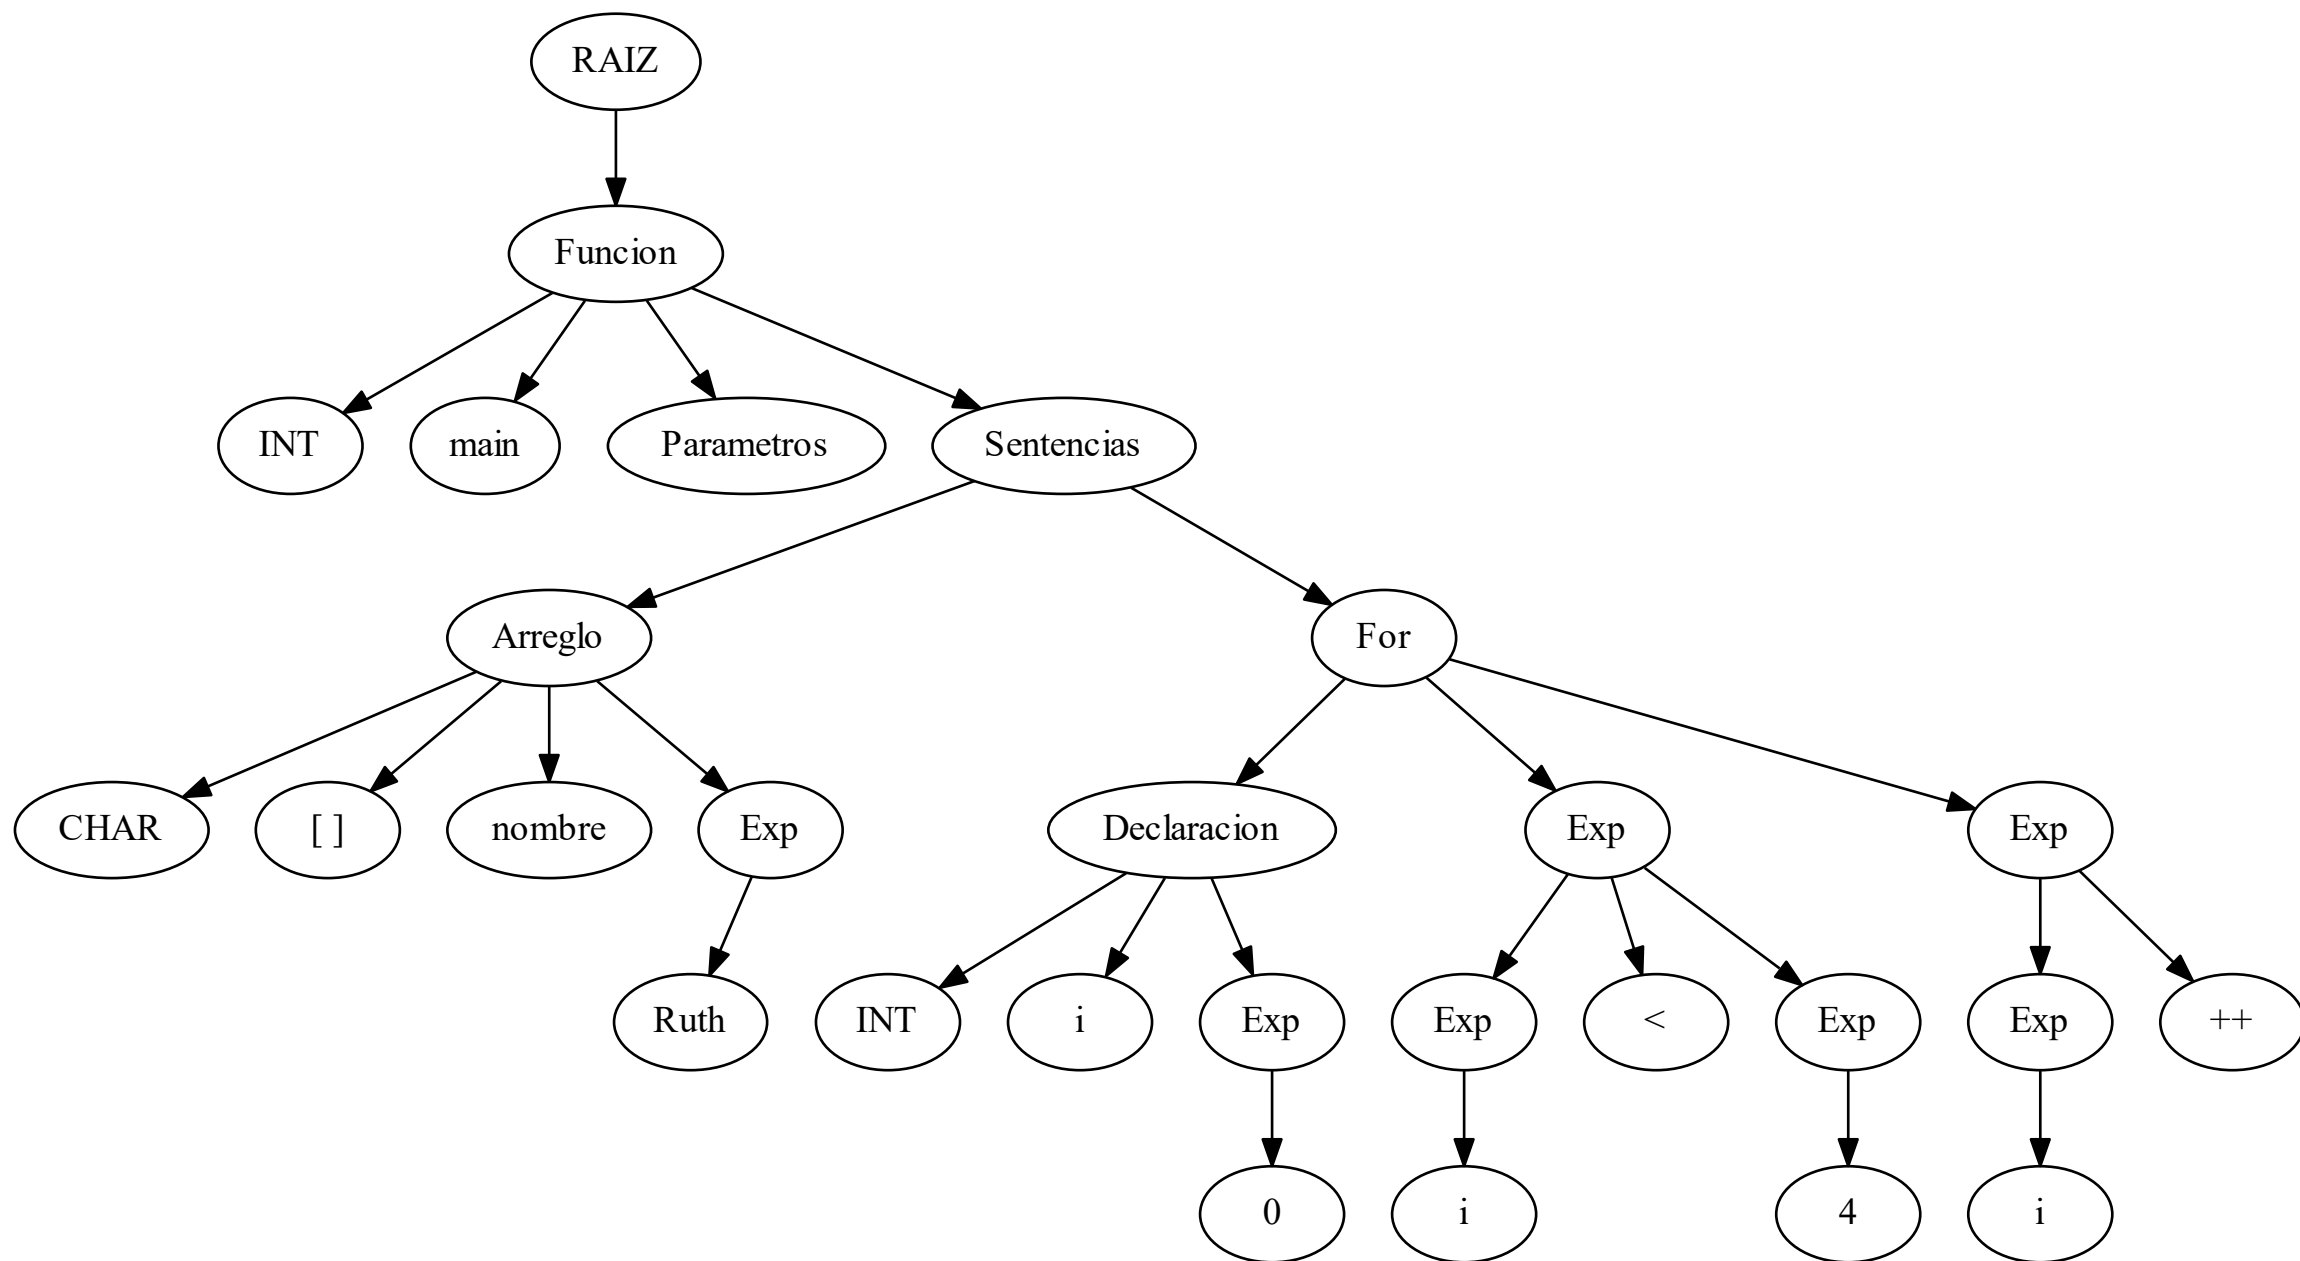 RAIZ
Funcion
INT
main
Parametros
Sentencias
Arreglo
For
CHAR
[ ]
nombre
Exp
Declaracion
Exp
Exp
Ruth
INT
i
Exp
Exp
<
Exp
Exp
++
0
i
4
i